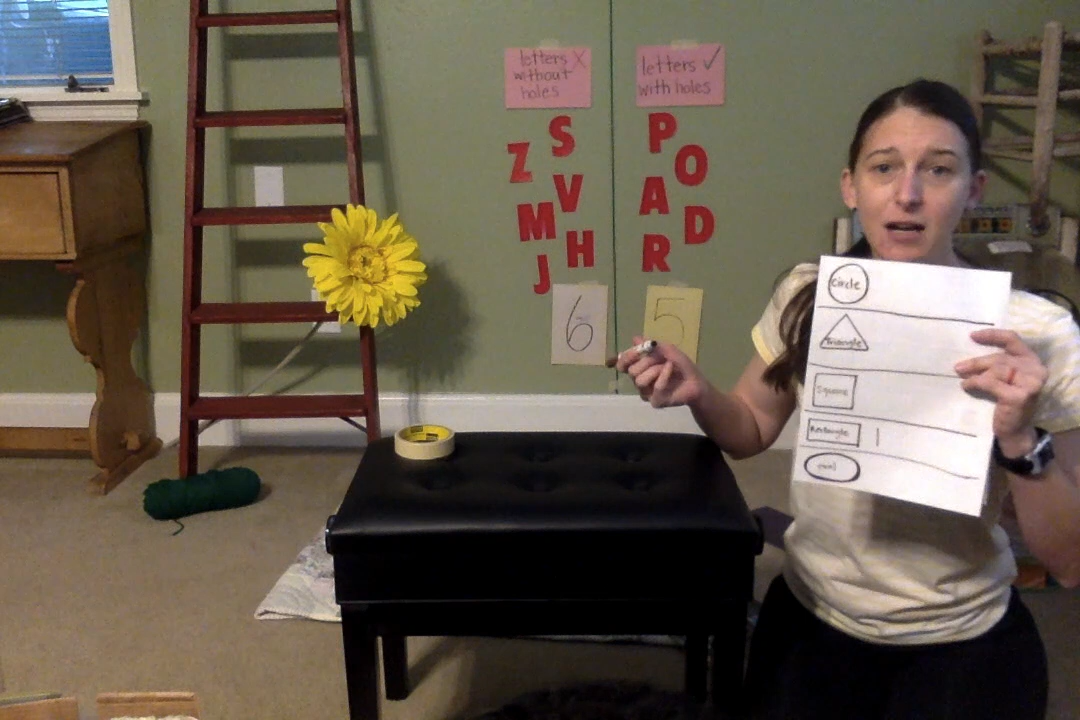 letters X
without
holes
letters ✓
with holes
S
Z
V
M
H
J
P
O
A
D
R
6
5
circle
Triangle
Square
Rectangle |
oval